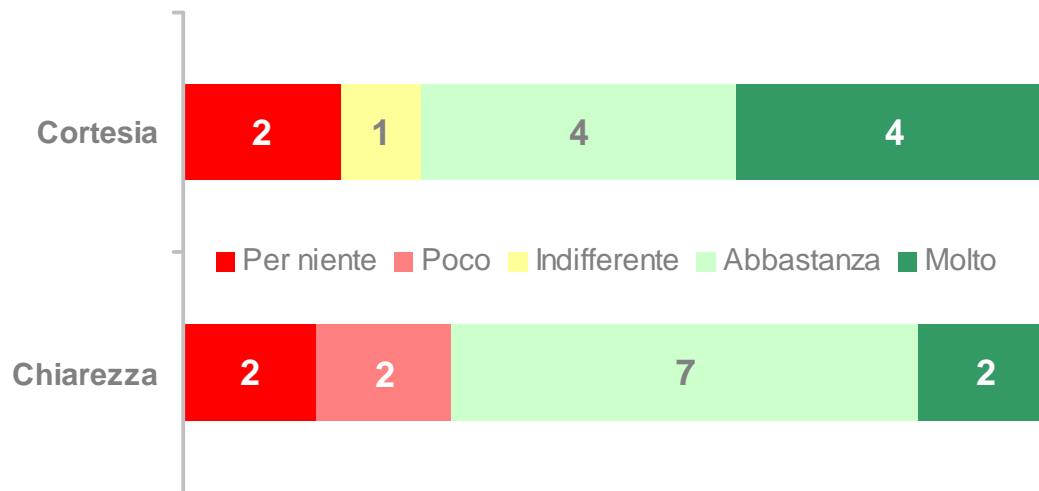 Cortesia 2 1 4 4
Per niente Poco Indifferente Abbastanza Molto
Chiarezza 2 2 7 2